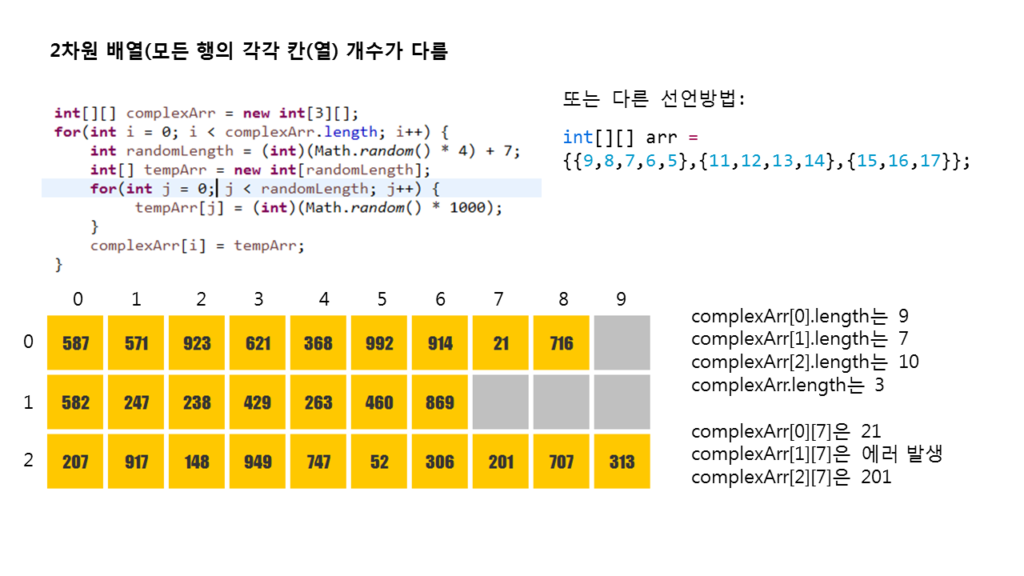 2차원 배열(모든 행의 각각 칸(열) 개수가 다름
또는 다른 선언방법:
int[][] arr =
{{9,8,7,6,5},{11,12,13,14},{15,16,17}};
int[][] complexArr = new int[3][];
for(int i = 0; i < complexArr.length; i++) {
int randomLength = (int)(Math.random() * 4) + 7;
int[] tempArr = new int[randomLength];
for(int j = 0; j < randomLength; j++) {
tempArr[j] = (int)(Math.random() * 1000);
}
complexArr[i] = tempArr;
}
0 1 2 3 4 5 6 7 8 9
0 587 571 923 621 368 992 914 21 716
1 582 247 238 429 263 460 869
2 207 917 148 949 747 52 306 201 707 313
complexArr[0].length는 9
complexArr[1].length는 7
complexArr[2].length는 10
complexArr.length는 3
complexArr[0][7]은 21
complexArr[1][7]은 에러 발생
complexArr[2][7]은 201